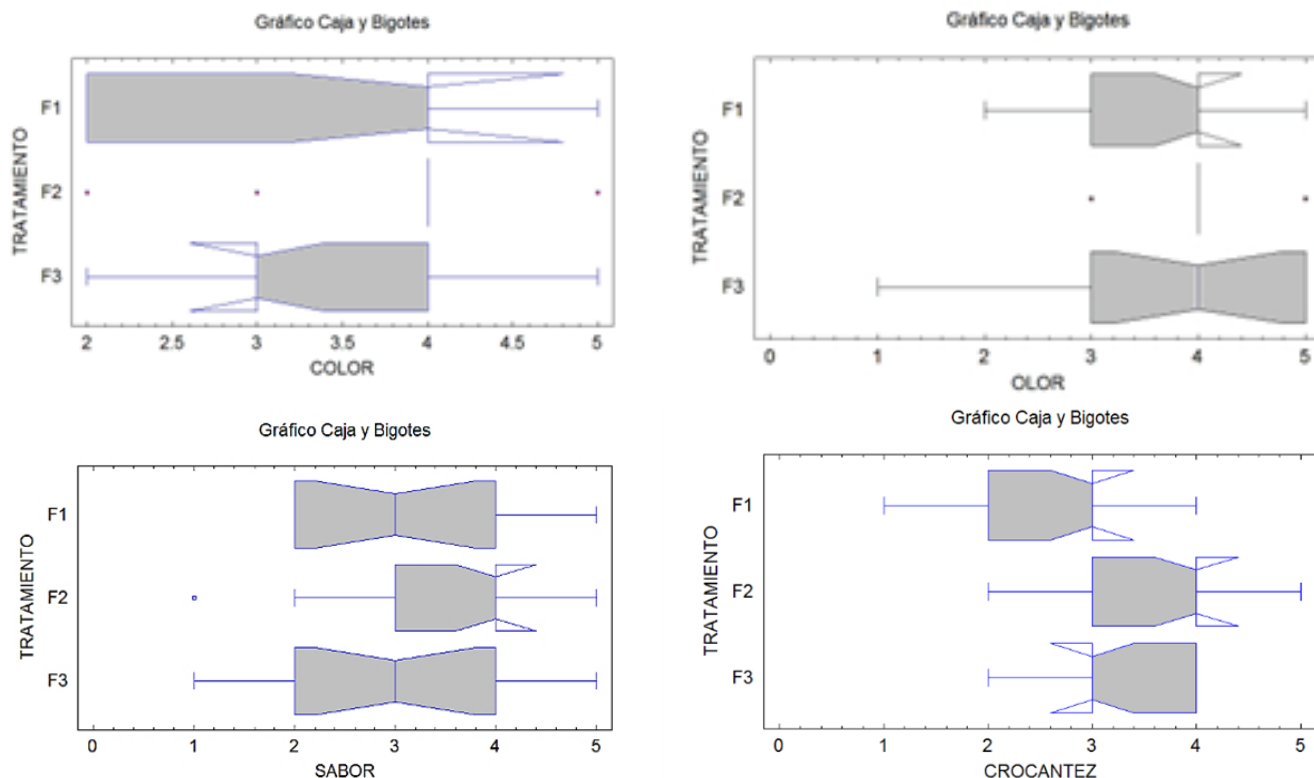 Gráfico Caja y Bigotes
TRATAMIENTO
F1
F2
F3
2 2.5 3 3.5 4 4.5 5
COLOR
Gráfico Caja y Bigotes
TRATAMIENTO
F1
F2
F3
0 1 2 3 4 5
OLOR
Gráfico Caja y Bigotes
TRATAMIENTO
F1
F2
F3
0 1 2 3 4 5
SABOR
Gráfico Caja y Bigotes
TRATAMIENTO
F1
F2
F3
0 1 2 3 4 5
CROCANTEZ